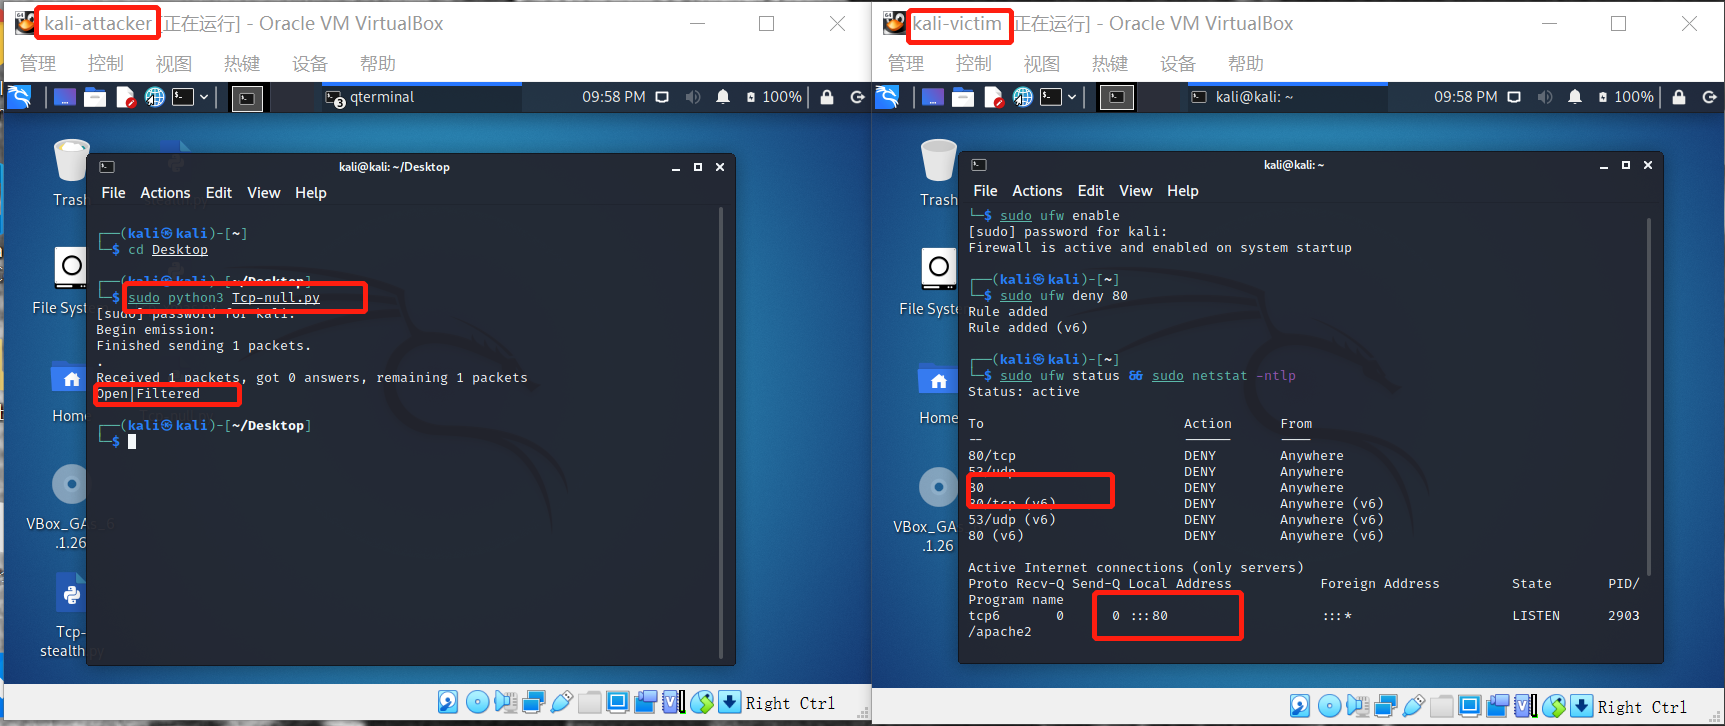 kali-attacker [正在运行] - Oracle VM VirtualBox
管理 控制 视图 热键 设备 帮助
3 qterminal 09:58 PM 100%
Trash
File Syste
Home
VBox_GAs_6
.1.26
Tcp-
stealth.py
kali@kali: ~/Desktop
File Actions Edit View Help
┌──(kali㉿kali)-[~]
└─$ cd Desktop
┌──(kali㉿kali)-[~/Desktop]
└─$ sudo python3 Tcp-null.py
[sudo] password for kali:
Begin emission:
Finished sending 1 packets.
.
Received 1 packets, got 0 answers, remaining 1 packets
Open|Filtered
┌──(kali㉿kali)-[~/Desktop]
└─$
Right Ctrl
kali-victim [正在运行] - Oracle VM VirtualBox
管理 控制 视图 热键 设备 帮助
kali@kali: ~ 09:58 PM 100%
Trash
File Syste
Home
VBox_GAs
.1.26
kali@kali: ~
File Actions Edit View Help
└─$ sudo ufw enable
[sudo] password for kali:
Firewall is active and enabled on system startup
┌──(kali㉿kali)-[~]
└─$ sudo ufw deny 80
Rule added
Rule added (v6)
┌──(kali㉿kali)-[~]
└─$ sudo ufw status && sudo netstat -ntlp
Status: active
To Action From
-- ------ ----
80/tcp DENY Anywhere
53/udp DENY Anywhere
80 DENY Anywhere
80/tcp (v6) DENY Anywhere (v6)
53/udp (v6) DENY Anywhere (v6)
80 (v6) DENY Anywhere (v6)
Active Internet connections (only servers)
Proto Recv-Q Send-Q Local Address Foreign Address State PID/
Program name
tcp6 0 0 :::80 :::* LISTEN 2903
/apache2
Right Ctrl